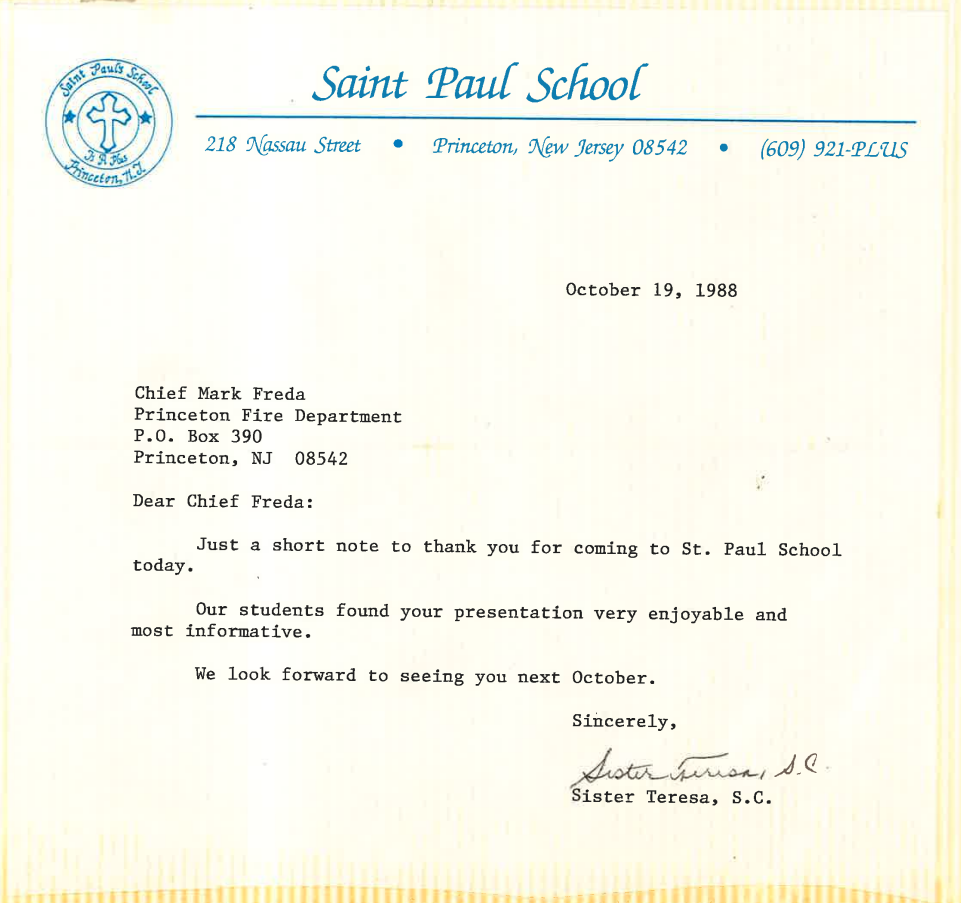 Saint Paul's School
Is A Plus
Princeton, N.J.
Saint Paul School
218 Nassau Street • Princeton, New Jersey 08542 • (609) 921-PLUS
October 19, 1988
Chief Mark Freda
Princeton Fire Department
P.O. Box 390
Princeton, NJ  08542
Dear Chief Freda:
Just a short note to thank you for coming to St. Paul School
today.
Our students found your presentation very enjoyable and
most informative.
We look forward to seeing you next October.
Sincerely,
Sister Teresa, S.C.
Sister Teresa, S.C.